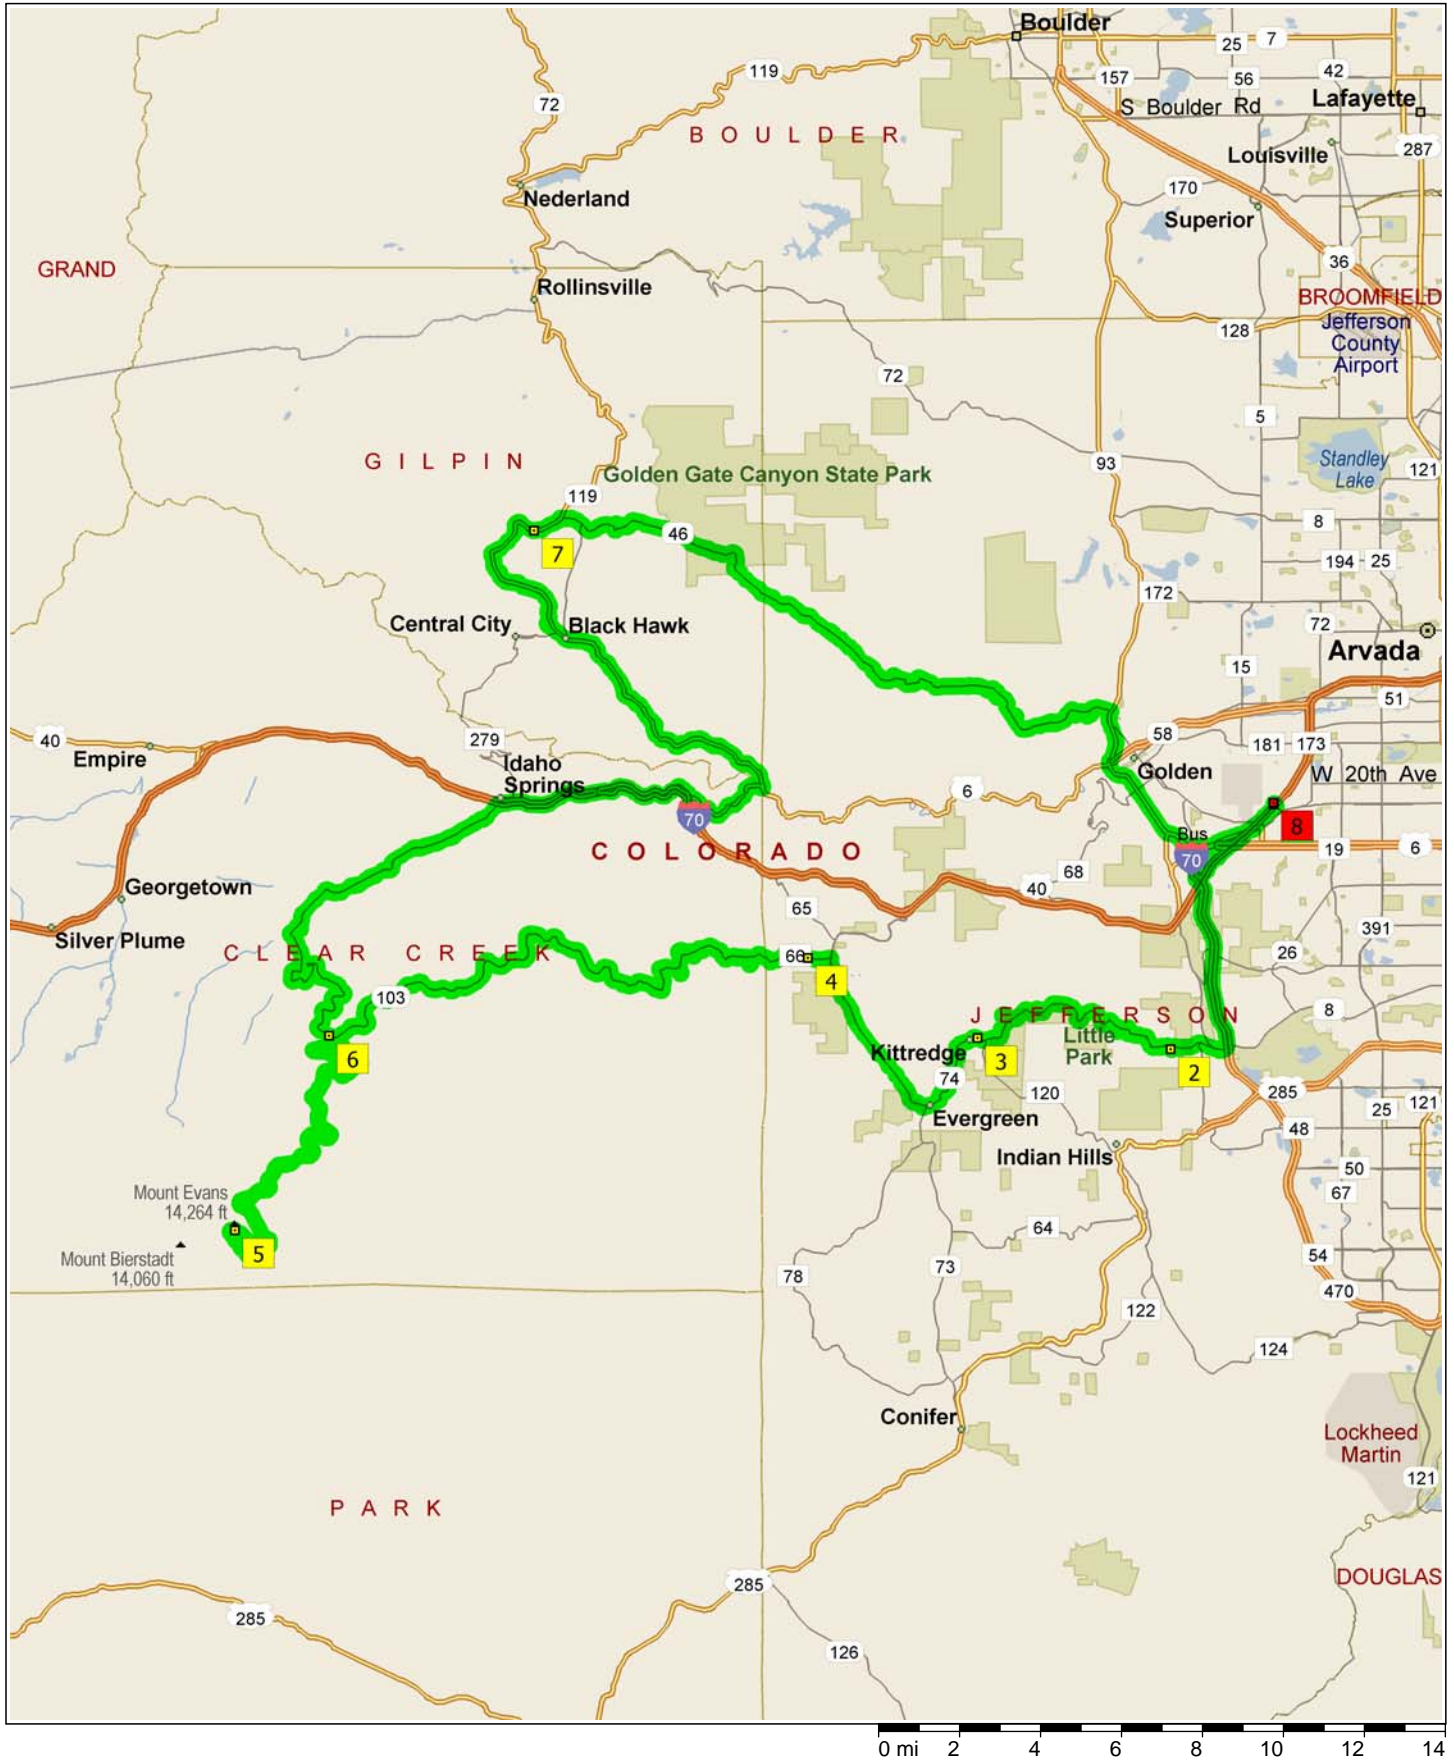 Boulder
25
7
119
157
56
42
72
S Boulder Rd
Lafayette
B O U L D E R
287
Louisville
170
Nederland
Superior
36
GRAND
Rollinsville
BROOMFIELD
Jefferson
County
Airport
128
72
5
G I L P I N
93
Standley
Lake
121
Golden Gate Canyon State Park
119
46
8
7
194
25
172
Central City
Black Hawk
72
Arvada
15
51
40
Empire
279
58
181
173
Idaho
Springs
Golden
W 20th Ave
6
70
8
Bus
70
C O L O R A D O
19
6
68
40
Georgetown
65
391
Silver Plume
C L E A R C R E E K
66
26
4
103
J E F F E R S O N
8
Little
Park
6
Kittredge
3
2
74
120
285
25
121
Evergreen
48
Indian Hills
50
67
Mount Evans
14,264 ft
64
5
Mount Bierstadt
14,060 ft
54
73
78
470
122
124
Conifer
Lockheed
Martin
121
P A R K
DOUGLAS
285
285
126
0 mi 2 4 6 8 10 12 14